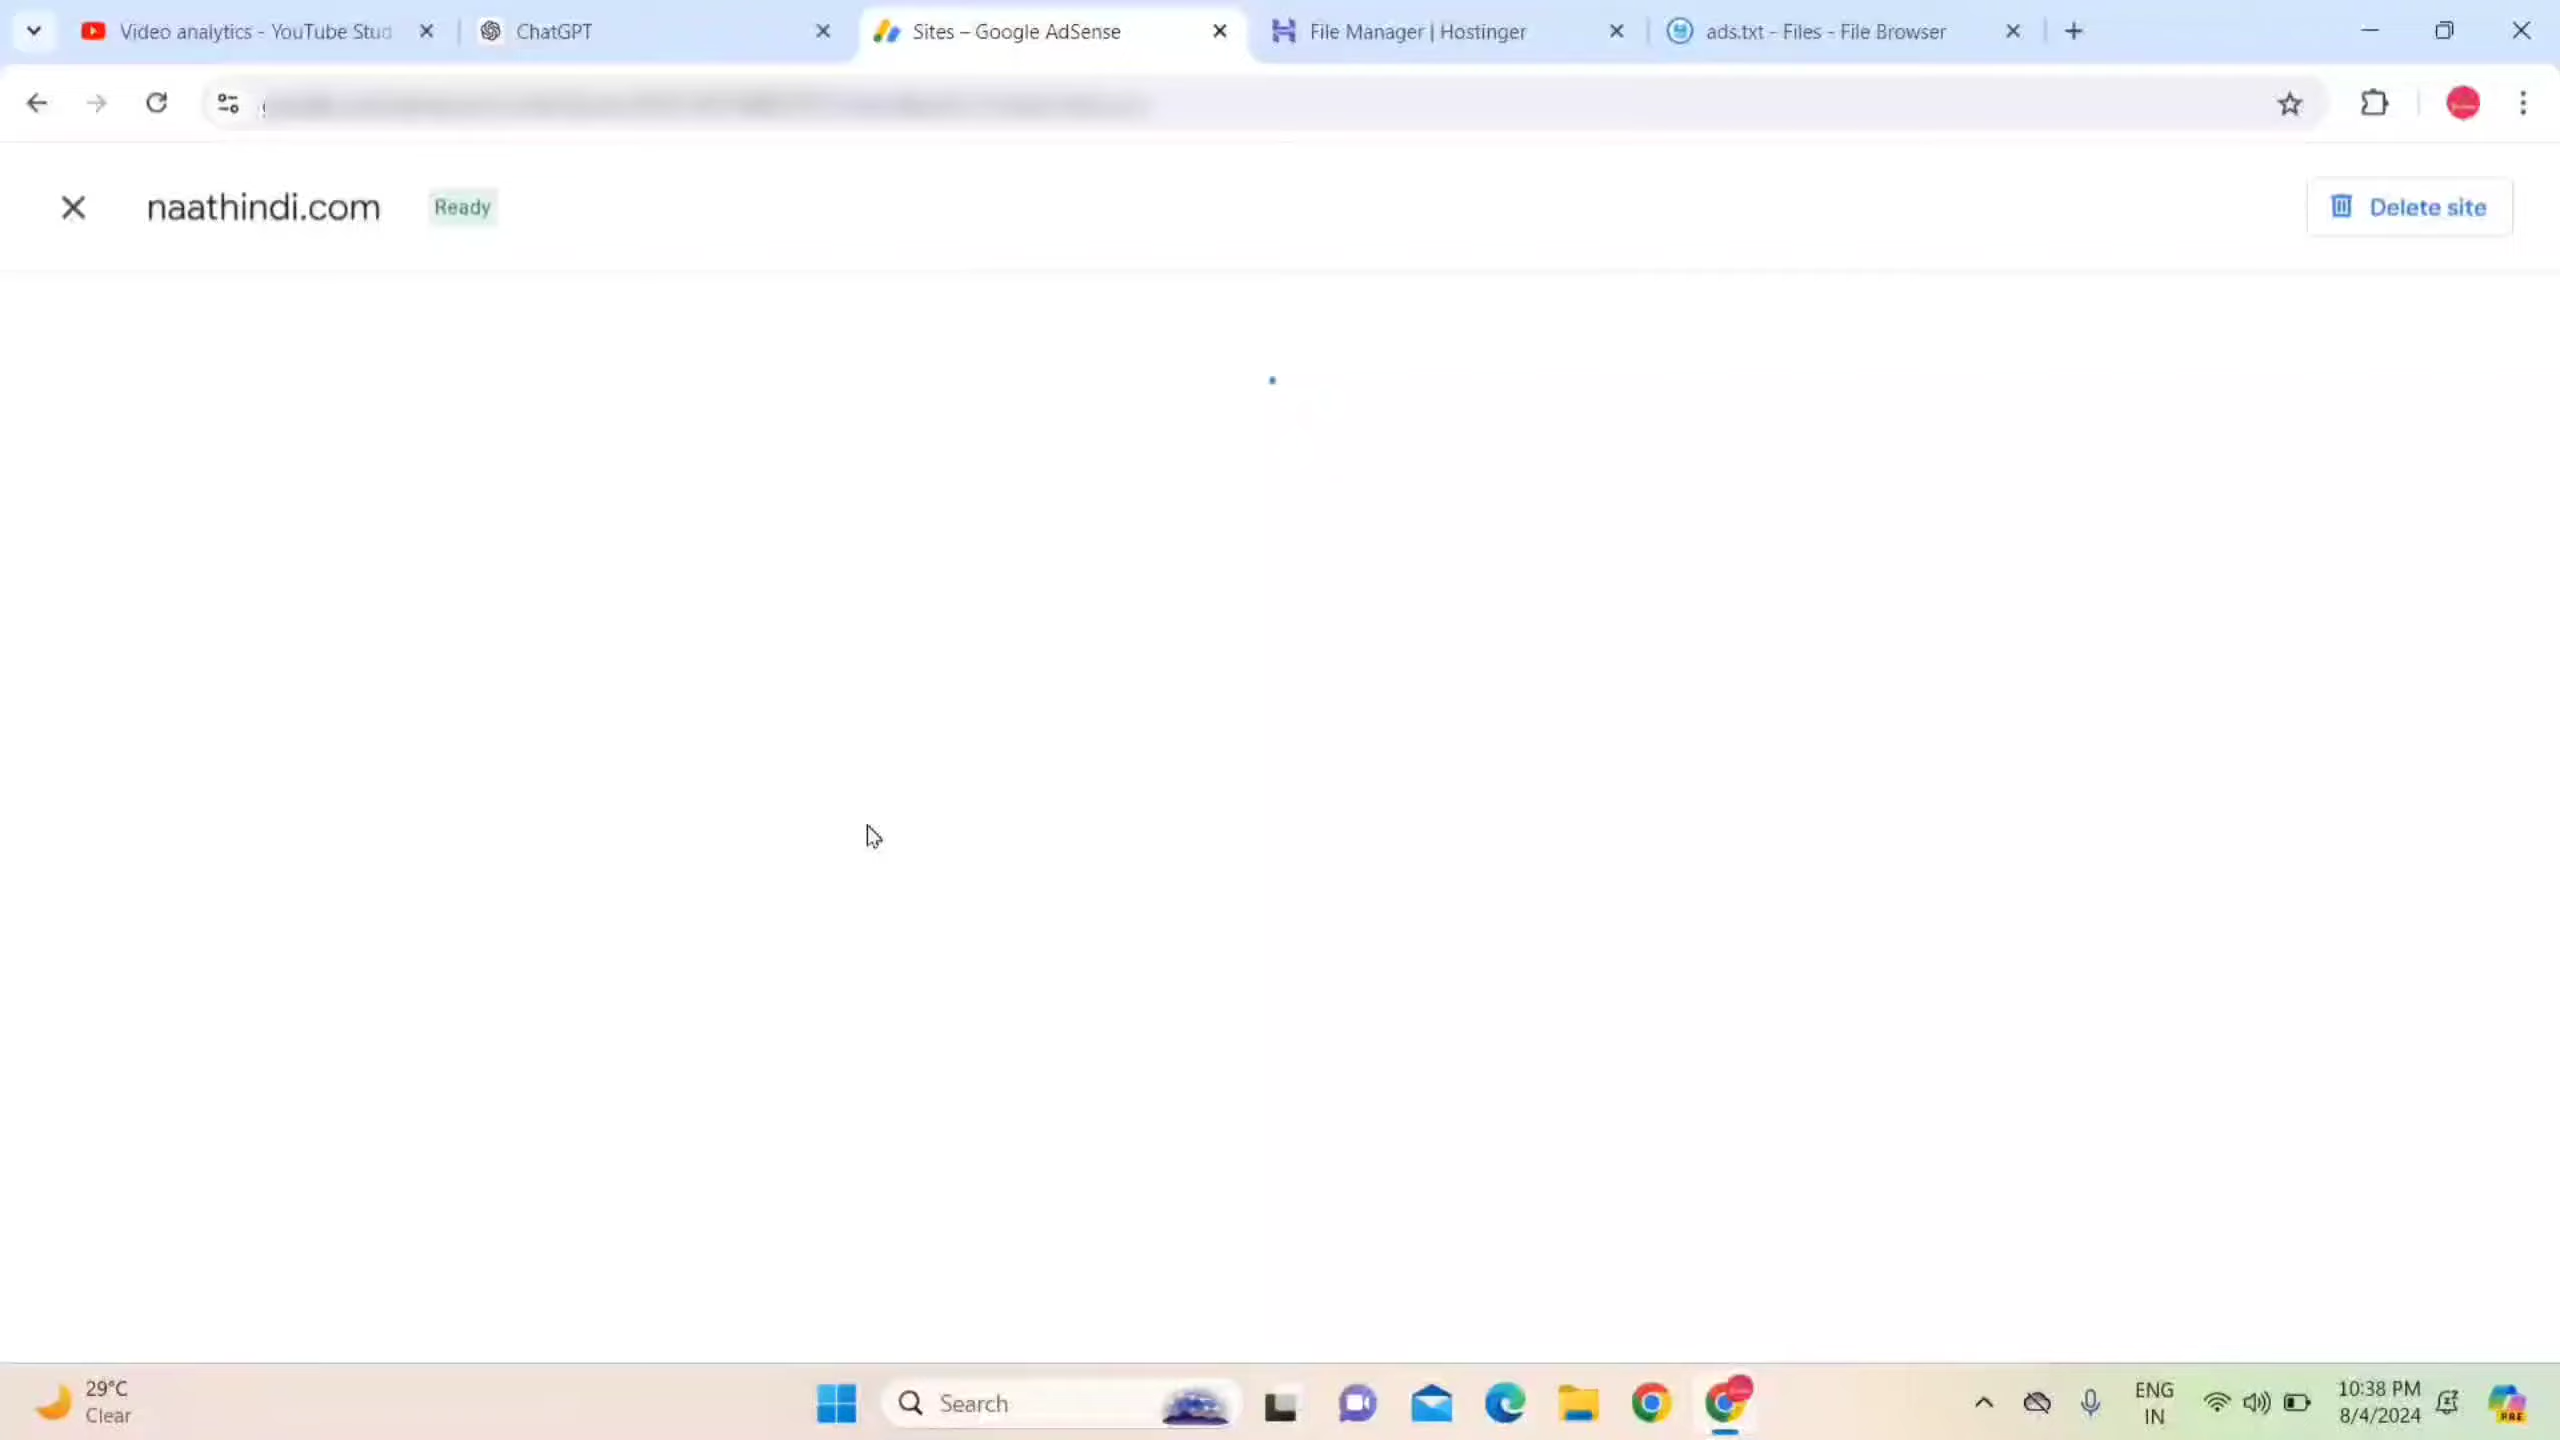 Video analytics - YouTube Stud
ChatGPT
Sites – Google AdSense
File Manager | Hostinger
ads.txt - Files - File Browser
naathindi.com
Ready
Delete site
29°C
Clear
Search
ENG
IN
10:38 PM
8/4/2024
PRE